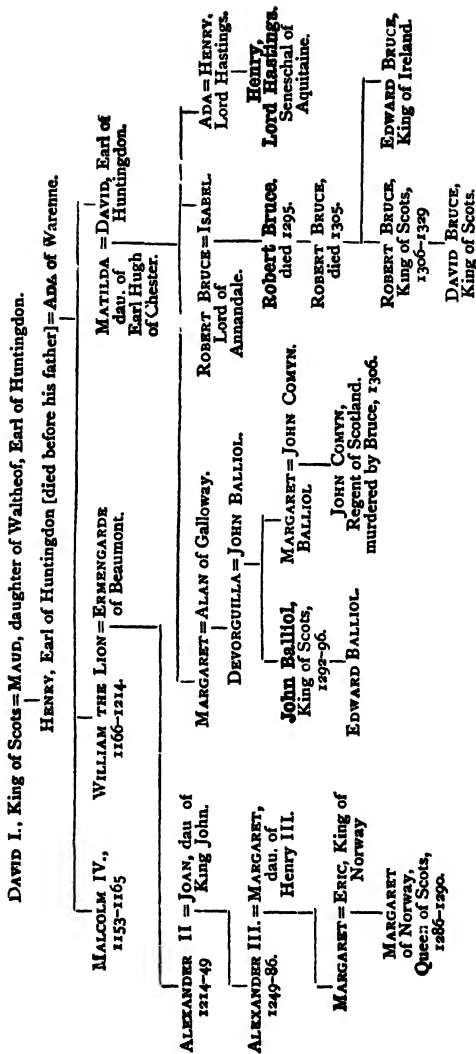 DAVID I., King of Scots=MAUD, daughter of Waltheof, Earl of Huntingdon.
HENRY, Earl of Huntingdon [died before his father]=ADA of Warenne.
MALCOLM IV.,
1153-1165
WILLIAM THE LION=ERMENGARDE
1166-1214.
of Beaumont.
MATILDA
dau. of
Earl Hugh
of Chester.
=DAVID, Earl of
Huntingdon.
ALEXANDER II
1214-49
=JOAN, dau of
King John.
MARGARET=ALAN of Galloway.
ROBERT BRUCE=ISABEL.
Lord of
Annandale.
ADA=HENRY,
Lord Hastings.
ALEXANDER III.=MARGARET,
1249-86.
dau. of
Henry III.
DEVORGUILLA=JOHN BALLIOL.
Robert Bruce.
died 1295.
Henry,
Lord Hastings.
Seneschal of
Aquitaine.
MARGARET=ERIC, King of
Norway
John Balliol,
King of Scots,
1292-96.
MARGARET=JOHN COMYN.
BALLIOL
ROBERT BRUCE,
died 1305.
MARGARET
of Norway,
Queen of Scots,
1286-1290.
EDWARD BALLIOL.
JOHN COMYN,
Regent of Scotland.
murdered by Bruce, 1306.
ROBERT BRUCE,
King of Scots,
1306-1329
EDWARD BRUCE,
King of Ireland.
DAVID BRUCE,
King of Scots.